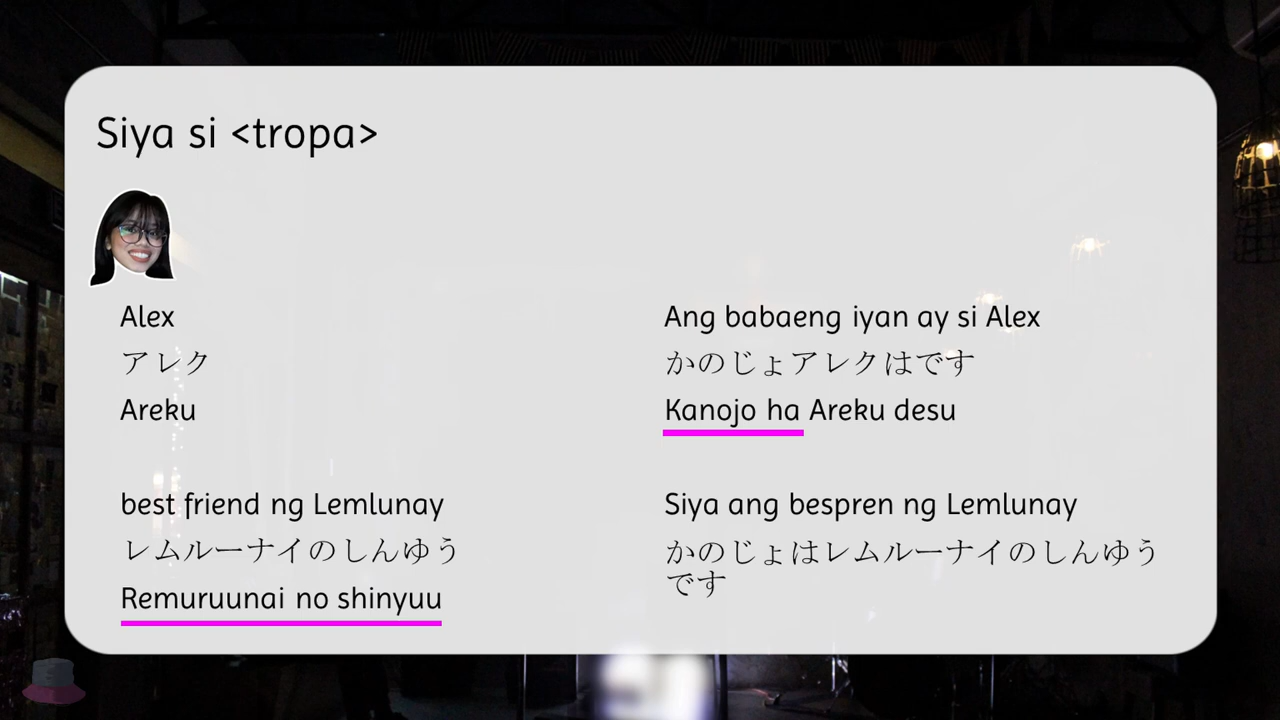 Siya si <tropa>
Alex
アレク
Areku
best friend ng Lemlunay
レムルーナイのしんゆう
Remuruunai no shinyuu
Ang babaeng iyan ay si Alex
かのじょアレクはです
Kanojo ha Areku desu
Siya ang bespren ng Lemlunay
かのじょはレムルーナイのしんゆう
です